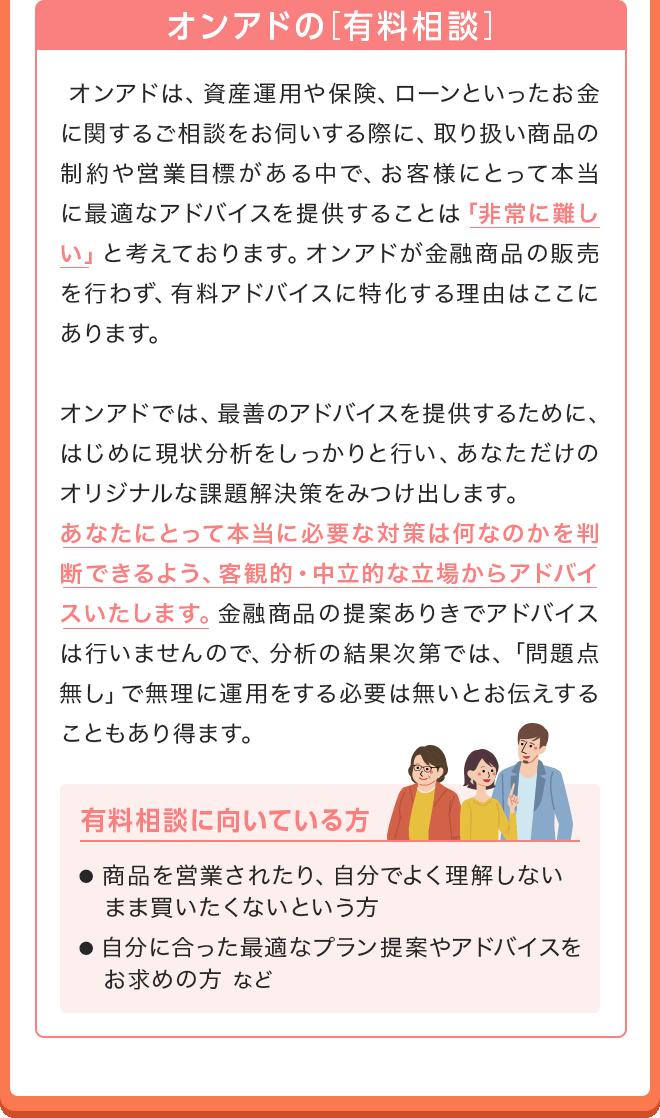 オンアドの[有料相談]
オンアドは、資産運用や保険、ローンといったお金
に関するご相談をお伺いする際に、取り扱い商品の
制約や営業目標がある中で、お客様にとって本当
に最適なアドバイスを提供することは「非常に難し
い」と考えております。オンアドが金融商品の販売
を行わず、有料アドバイスに特化する理由はここに
あります。
オンアドでは、最善のアドバイスを提供するために、
はじめに現状分析をしっかりと行い、あなただけの
オリジナルな課題解決策をみつけ出します。
あなたにとって本当に必要な対策は何なのかを判
断できるよう、客観的・中立的な立場からアドバイ
スいたします。金融商品の提案ありきでアドバイス
は行いませんので、分析の結果次第では、「問題点
無し」で無理に運用をする必要は無いとお伝えする
こともあり得ます。
有料相談に向いている方
● 商品を営業されたり、自分でよく理解しない
まま買いたくないという方
● 自分に合った最適なプラン提案やアドバイスを
お求めの方 など